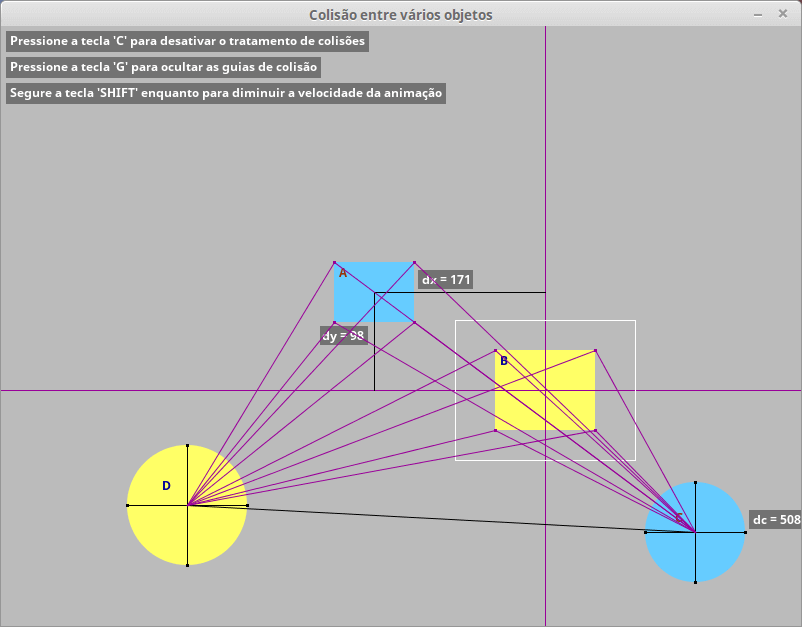 Colisão entre vários objetos
Pressione a tecla 'C' para desativar o tratamento de colisões
Pressione a tecla 'G' para ocultar as guias de colisão
Segure a tecla 'SHIFT' enquanto para diminuir a velocidade da animação
A
dx = 171
dy = 98
B
D
dc = 508